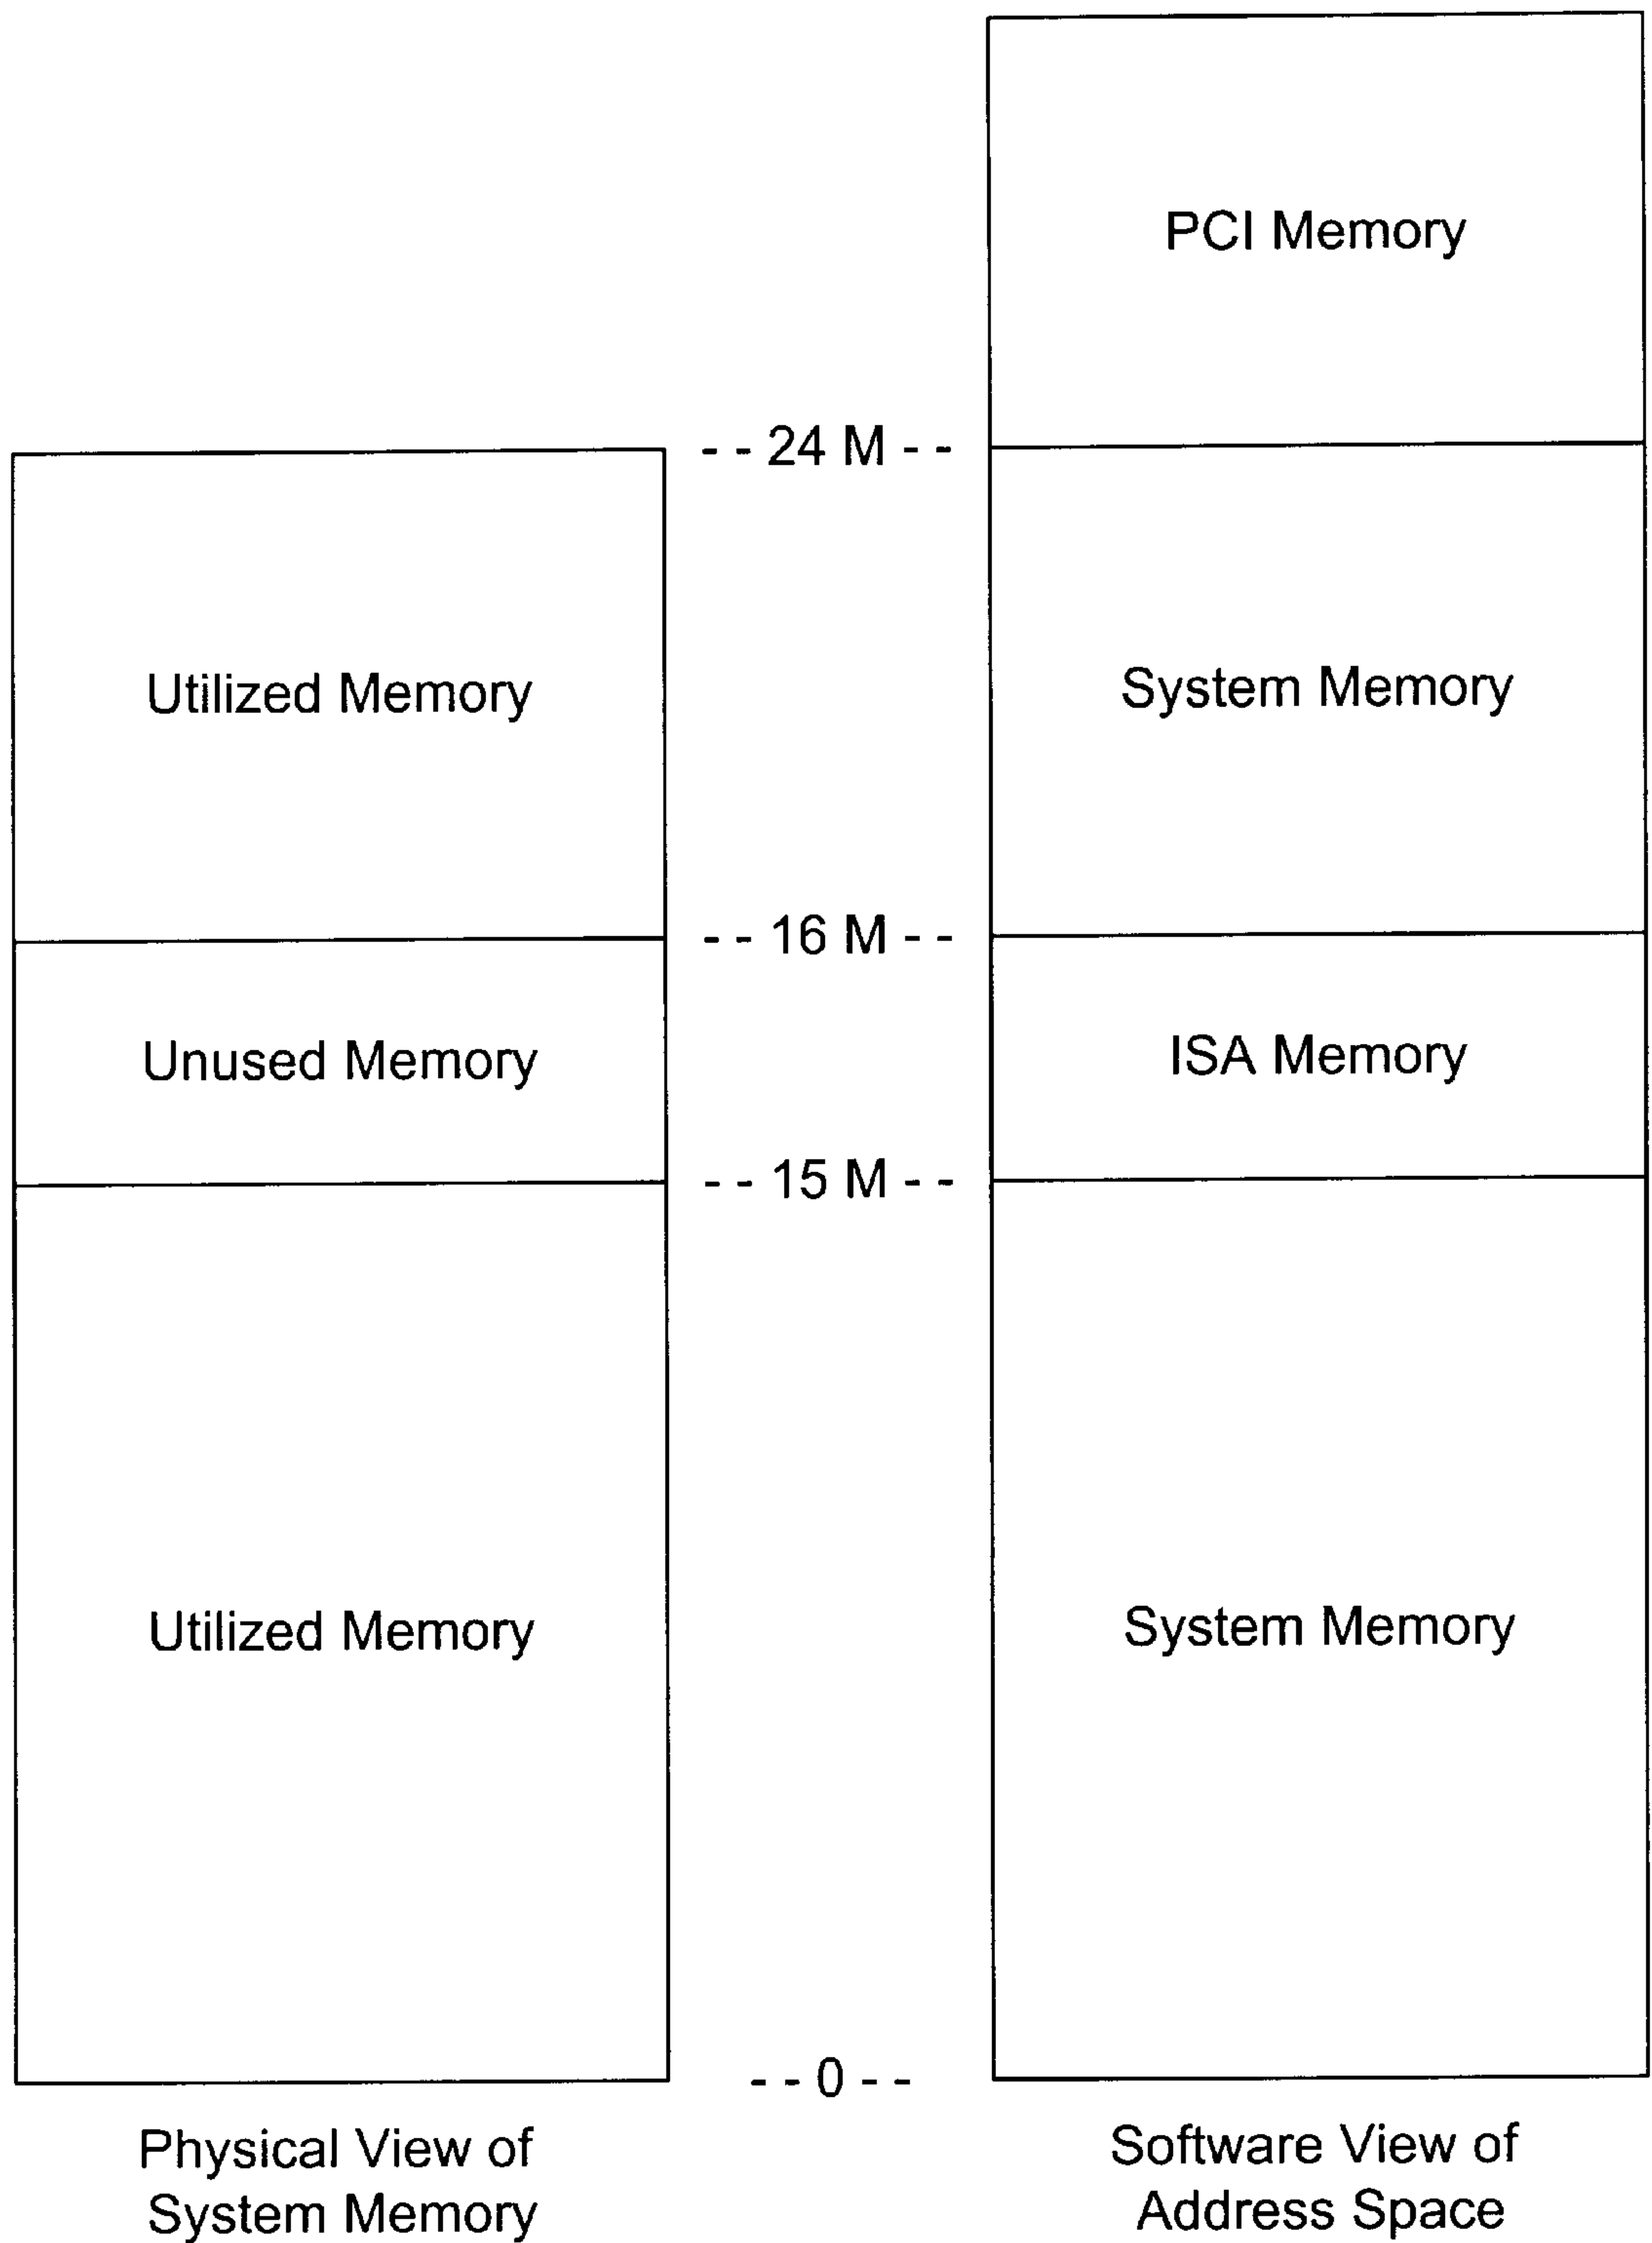 PCI Memory
-- 24 M --
Utilized Memory
System Memory
-- 16 M --
Unused Memory
ISA Memory
-- 15 M --
Utilized Memory
System Memory
-- 0 --
Physical View of
System Memory
Software View of
Address Space